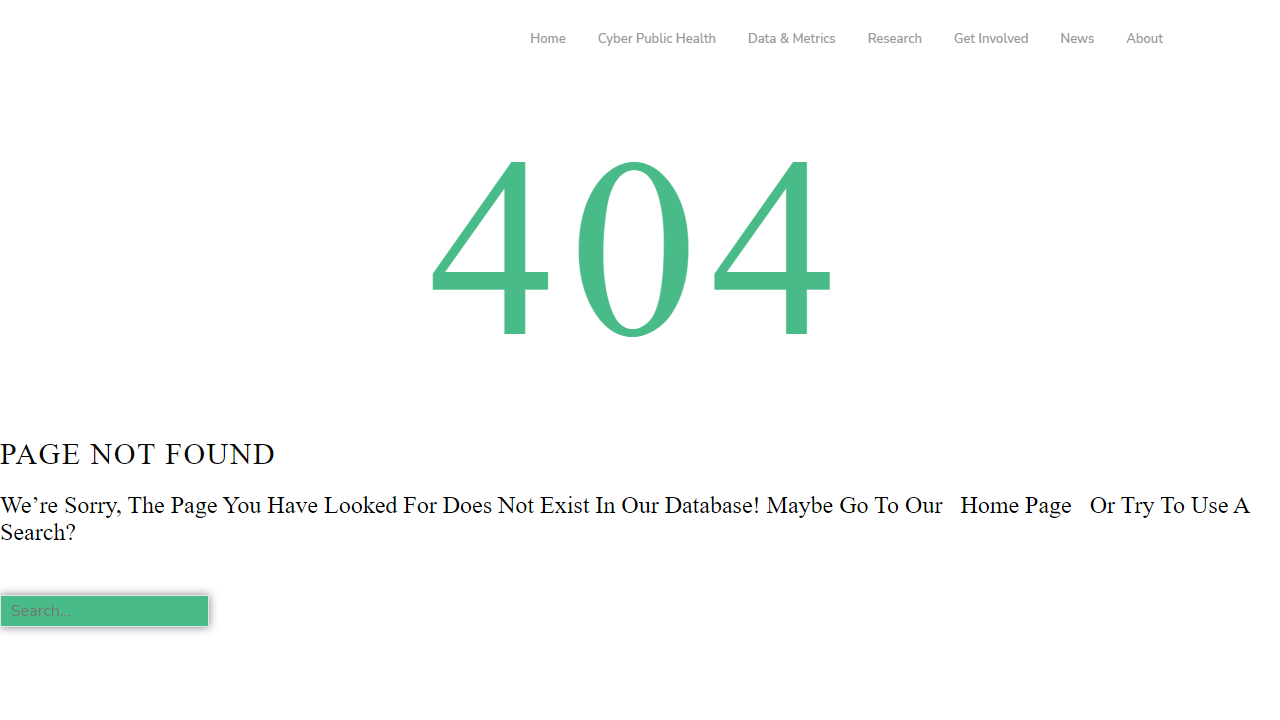 Home Cyber Public Health Data & Metrics Research Get Involved News About
404
PAGE NOT FOUND
We’re Sorry, The Page You Have Looked For Does Not Exist In Our Database! Maybe Go To Our Home Page Or Try To Use A
Search?
Search...